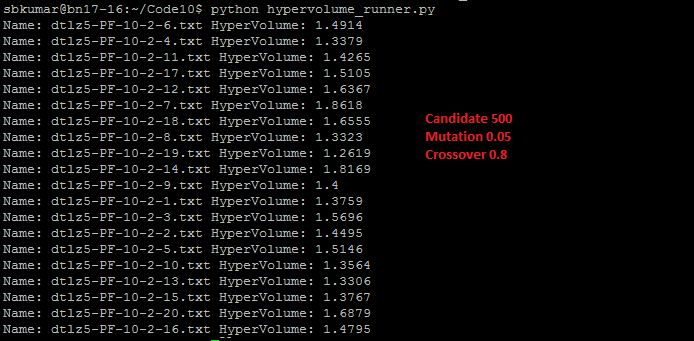 sbkumar@bn17-16:~/Code10$ python hypervolume_runner.py
Name: dtlz5-PF-10-2-6.txt HyperVolume: 1.4914
Name: dtlz5-PF-10-2-4.txt HyperVolume: 1.3379
Name: dtlz5-PF-10-2-11.txt HyperVolume: 1.4265
Name: dtlz5-PF-10-2-17.txt HyperVolume: 1.5105
Name: dtlz5-PF-10-2-12.txt HyperVolume: 1.6367
Name: dtlz5-PF-10-2-7.txt HyperVolume: 1.8618
Name: dtlz5-PF-10-2-18.txt HyperVolume: 1.6555
Name: dtlz5-PF-10-2-8.txt HyperVolume: 1.3323
Name: dtlz5-PF-10-2-19.txt HyperVolume: 1.2619
Name: dtlz5-PF-10-2-14.txt HyperVolume: 1.8169
Name: dtlz5-PF-10-2-9.txt HyperVolume: 1.4
Name: dtlz5-PF-10-2-1.txt HyperVolume: 1.3759
Name: dtlz5-PF-10-2-3.txt HyperVolume: 1.5696
Name: dtlz5-PF-10-2-2.txt HyperVolume: 1.4495
Name: dtlz5-PF-10-2-5.txt HyperVolume: 1.5146
Name: dtlz5-PF-10-2-10.txt HyperVolume: 1.3564
Name: dtlz5-PF-10-2-13.txt HyperVolume: 1.3306
Name: dtlz5-PF-10-2-15.txt HyperVolume: 1.3767
Name: dtlz5-PF-10-2-20.txt HyperVolume: 1.6879
Name: dtlz5-PF-10-2-16.txt HyperVolume: 1.4795
Candidate 500
Mutation 0.05
Crossover 0.8